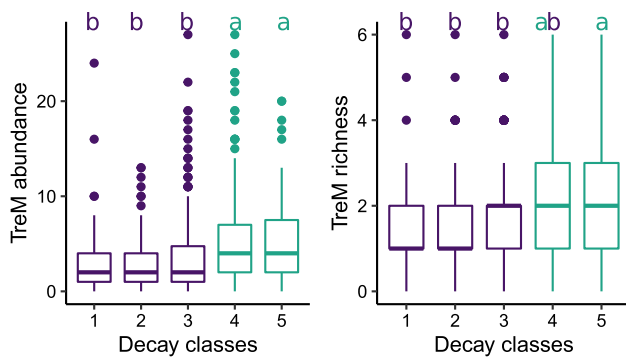 b b b a a
TreM abundance
20
10
0
1 2 3 4 5
Decay classes
b b b ab a
TreM richness
6
4
2
0
1 2 3 4 5
Decay classes